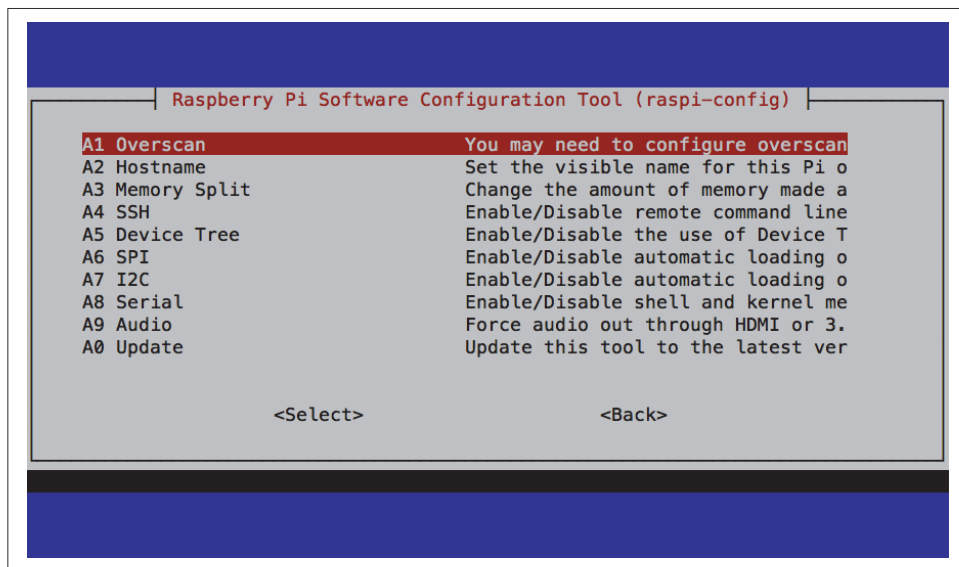 Raspberry Pi Software Configuration Tool (raspi-config)
A1 Overscan You may need to configure overscan
A2 Hostname Set the visible name for this Pi o
A3 Memory Split Change the amount of memory made a
A4 SSH Enable/Disable remote command line
A5 Device Tree Enable/Disable the use of Device T
A6 SPI Enable/Disable automatic loading o
A7 I2C Enable/Disable automatic loading o
A8 Serial Enable/Disable shell and kernel me
A9 Audio Force audio out through HDMI or 3.
A0 Update Update this tool to the latest ver
<Select> <Back>